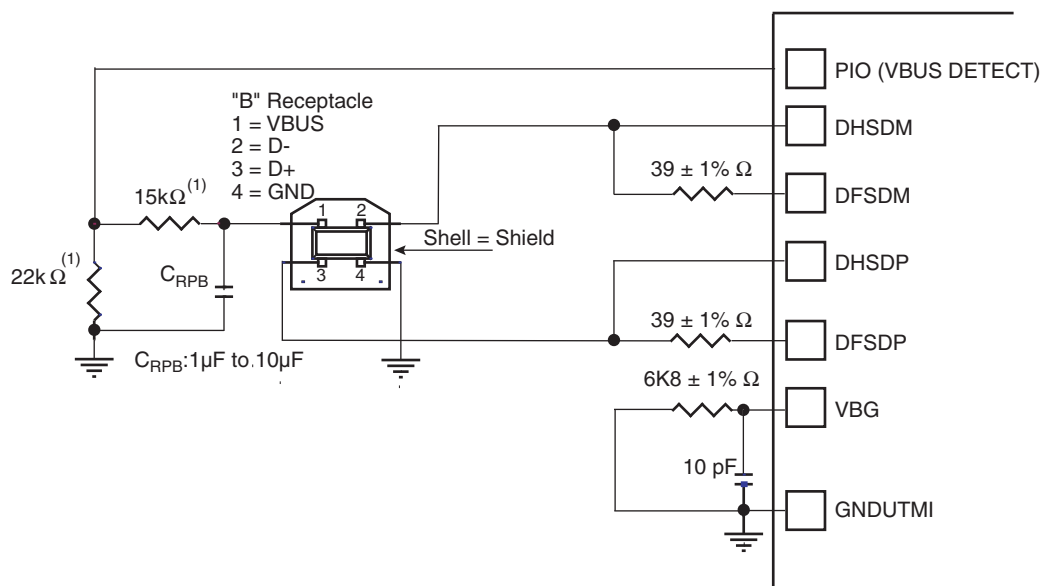 PIO (VBUS DETECT)
"B" Receptacle
1 = VBUS
2 = D-
3 = D+
4 = GND
DHSDM
39 ± 1% Ω
DFSDM
15kΩ(1)
1 2
Shell = Shield
3 4
DHSDP
22k Ω(1)
CRPB
39 ± 1% Ω
DFSDP
CRPB:1µF to 10µF
6K8 ± 1% Ω
VBG
10 pF
GNDUTMI